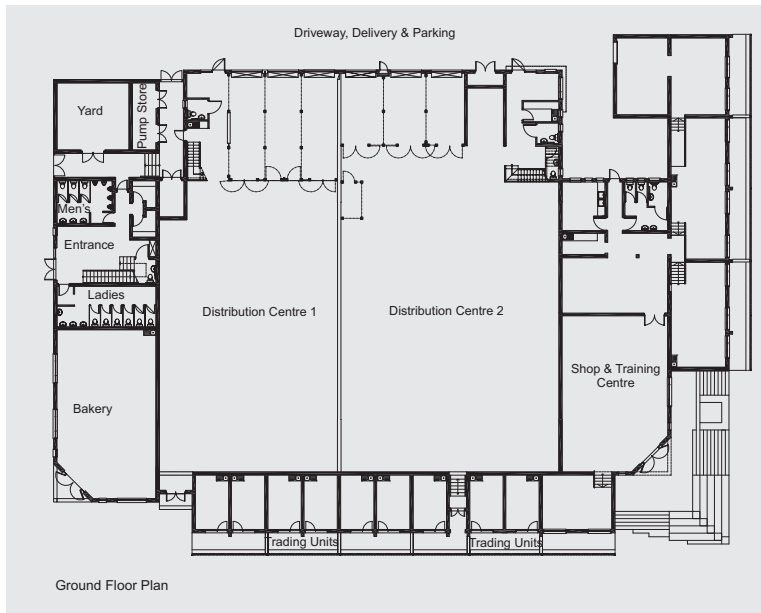 Driveway, Delivery & Parking
Yard
Pump Store
Men's
Entrance
Ladies
Distribution Centre 1
Distribution Centre 2
Shop & Training
Centre
Bakery
Trading Units
Trading Units
Ground Floor Plan